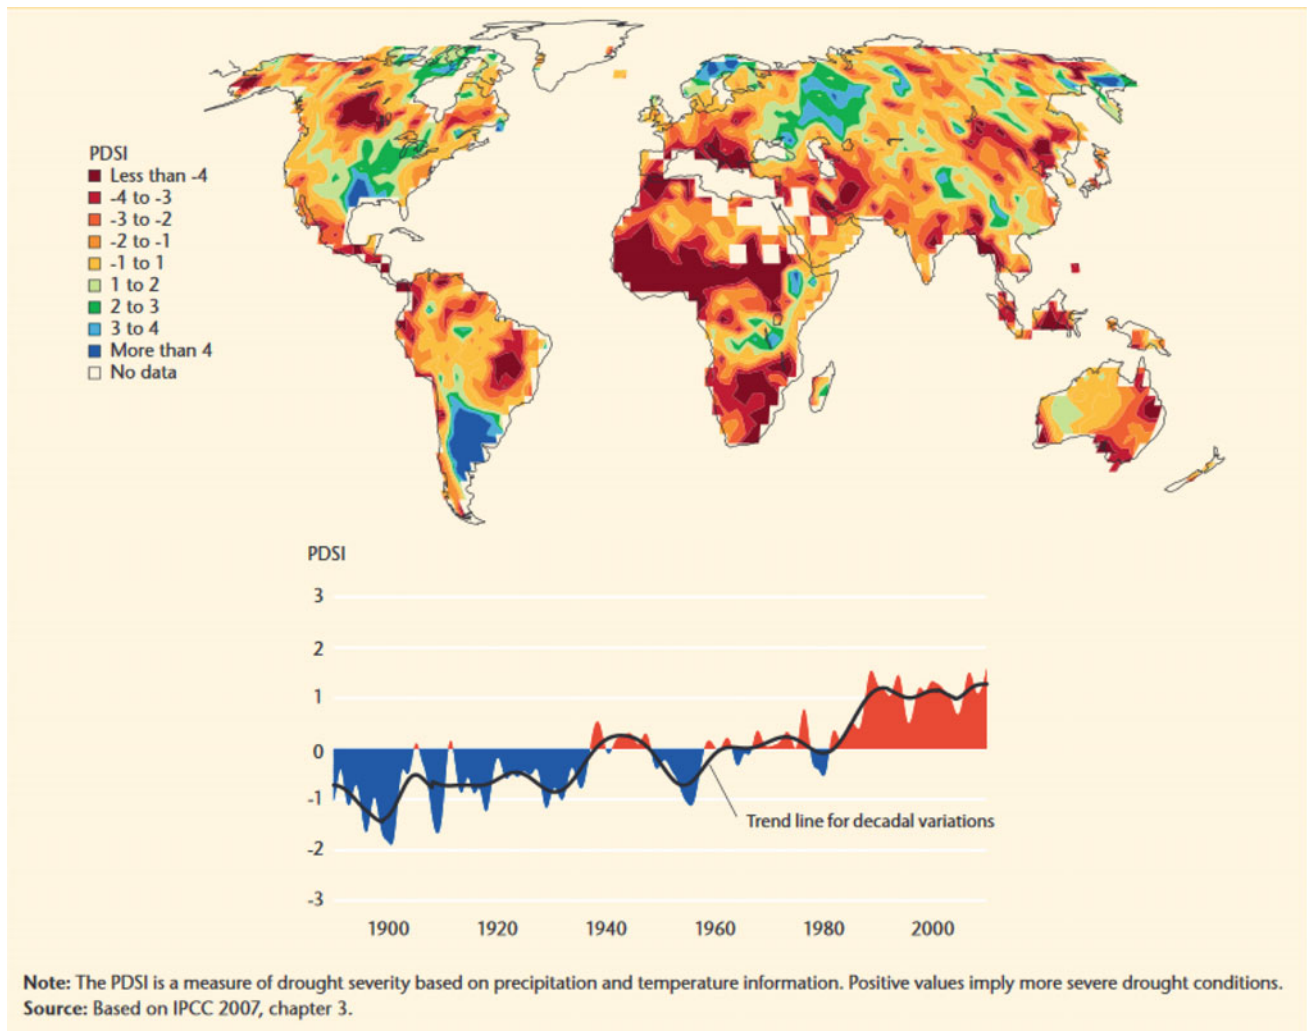 PDSI
Less than -4
-4 to -3
-3 to -2
-2 to -1
-1 to 1
1 to 2
2 to 3
3 to 4
More than 4
No data
PDSI
3
2
1
0
-1
-2
-3
Trend line for decadal variations
1900 1920 1940 1960 1980 2000
Note: The PDSI is a measure of drought severity based on precipitation and temperature information. Positive values imply more severe drought conditions.
Source: Based on IPCC 2007, chapter 3.